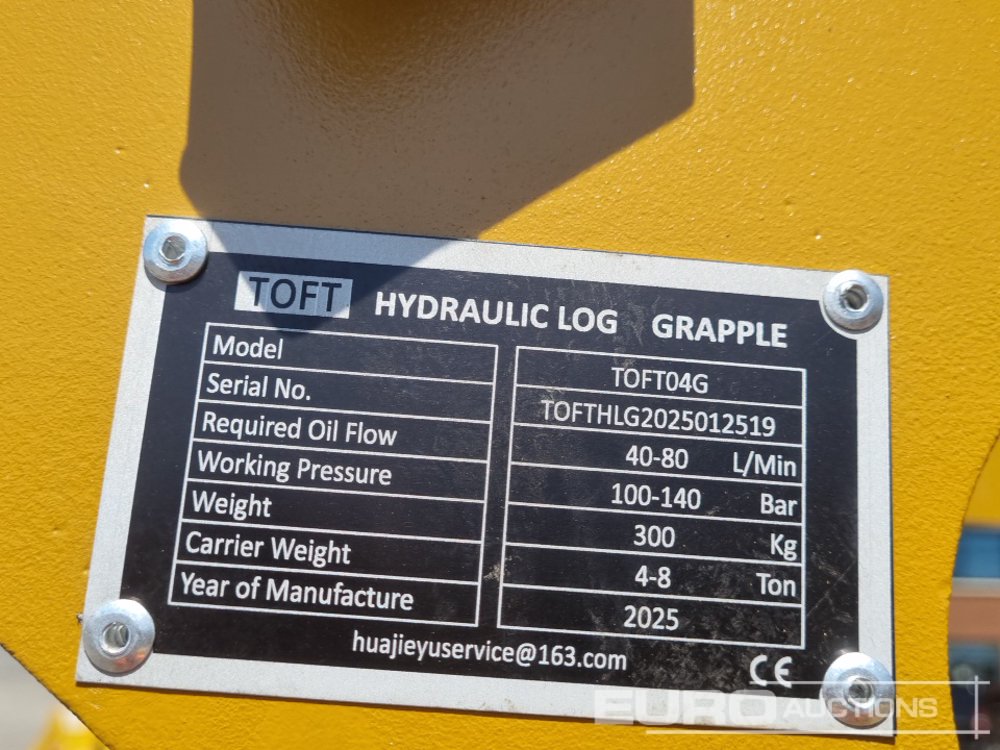 TOFT HYDRAULIC LOG GRAPPLE
Model TOFT04G
Serial No. TOFTHLG2025012519
Required Oil Flow 40-80 L/Min
Working Pressure 100-140 Bar
Weight 300 Kg
Carrier Weight 4-8 Ton
Year of Manufacture 2025
huajieyuservice@163.com CE
EURO AUCTIONS